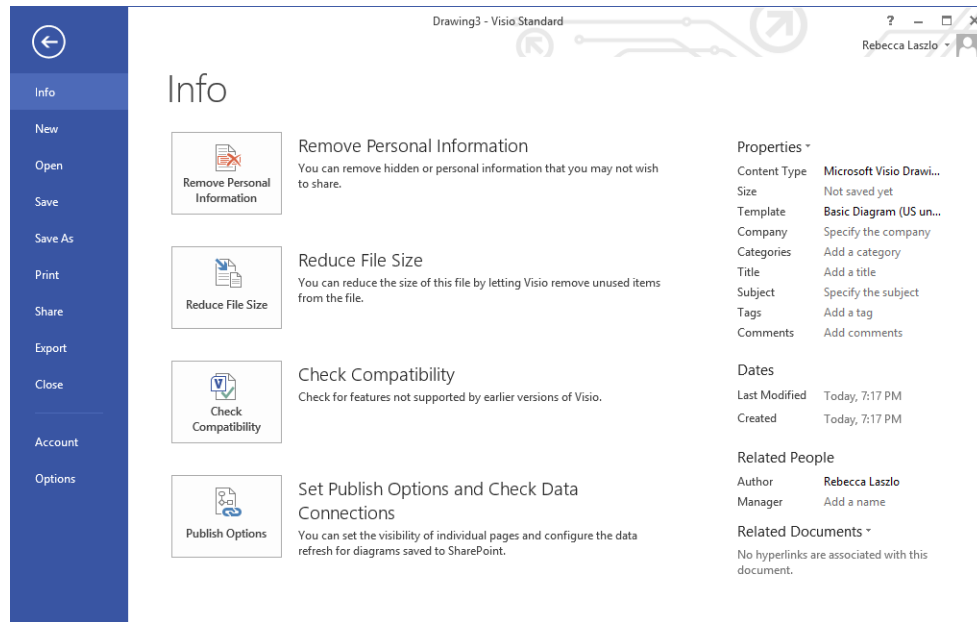 Drawing3 - Visio Standard
?
Rebecca Laszlo
Info
New
Open
Save
Save As
Print
Share
Export
Close
Account
Options
Info
Remove Personal
Information
Remove Personal Information
You can remove hidden or personal information that you may not wish
to share.
Reduce File Size
Reduce File Size
You can reduce the size of this file by letting Visio remove unused items
from the file.
Check
Compatibility
Check Compatibility
Check for features not supported by earlier versions of Visio.
Publish Options
Set Publish Options and Check Data
Connections
You can set the visibility of individual pages and configure the data
refresh for diagrams saved to SharePoint.
Properties
Content Type Microsoft Visio Drawi...
Size Not saved yet
Template Basic Diagram (US un...
Company Specify the company
Categories Add a category
Title Add a title
Subject Specify the subject
Tags Add a tag
Comments Add comments
Dates
Last Modified Today, 7:17 PM
Created Today, 7:17 PM
Related People
Author Rebecca Laszlo
Manager Add a name
Related Documents
No hyperlinks are associated with this
document.